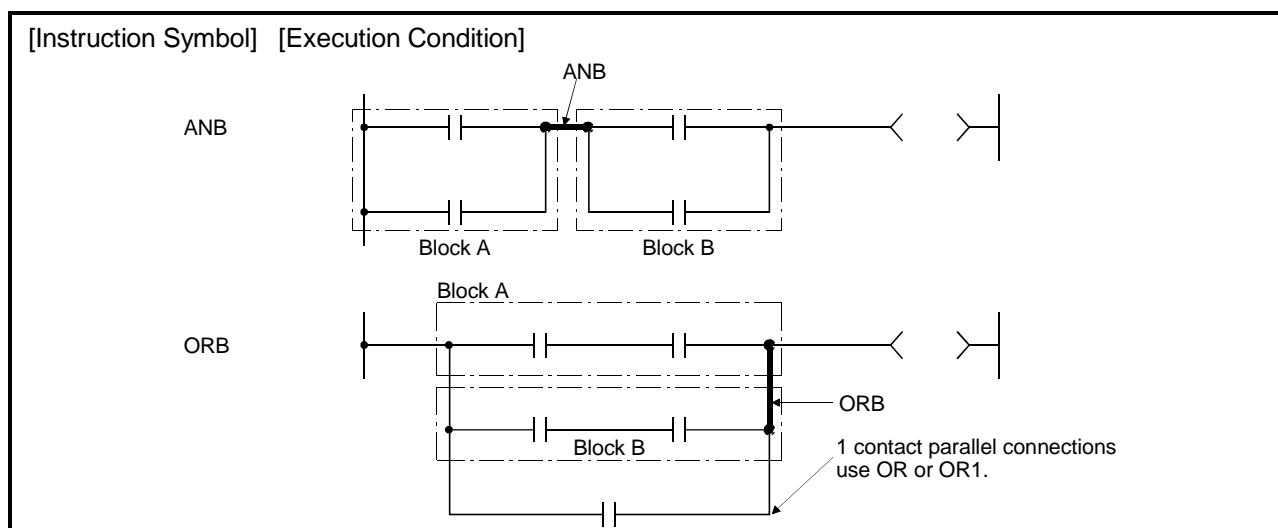 [Instruction Symbol] [Execution Condition]
ANB
ANB
Block A
Block B
Block A
ORB
ORB
Block B
1 contact parallel connections
use OR or OR1.